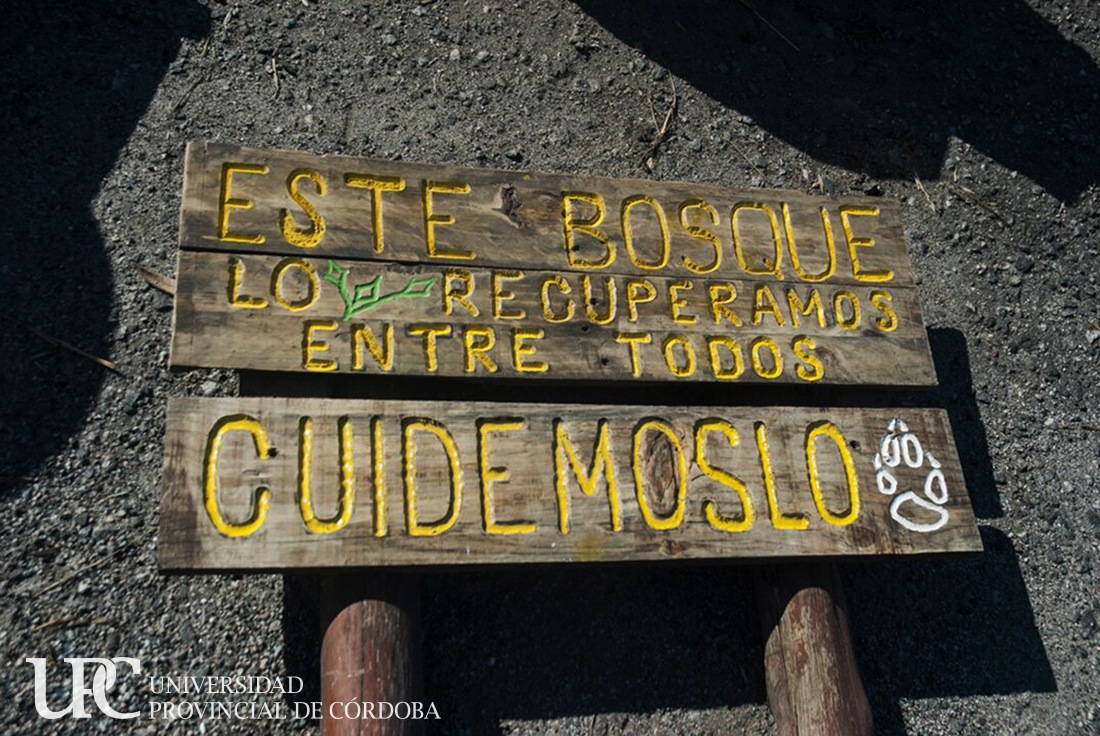 ESTE BOSQUE
LO RECUPERAMOS
ENTRE TODOS
CUIDEMOSLO
UPC UNIVERSIDAD
PROVINCIAL DE CÓRDOBA